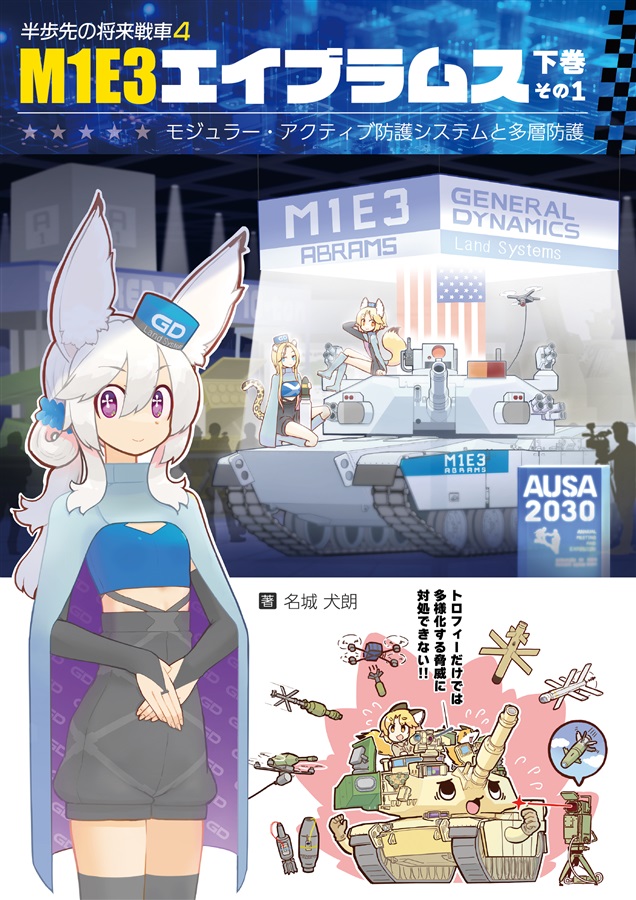 半歩先の将来戦車4
M1E3エイブラムス 下巻
その1
★★★★★ モジュラー・アクティブ防護システムと多層防護
M1E3
ABRAMS
GENERAL
DYNAMICS
Land Systems
GD
Land Systems
M1E3
ABRAMS
AUSA
2030
著 名城 犬朗
トロフィーだけでは
多様化する脅威に
対処できない!!
GD